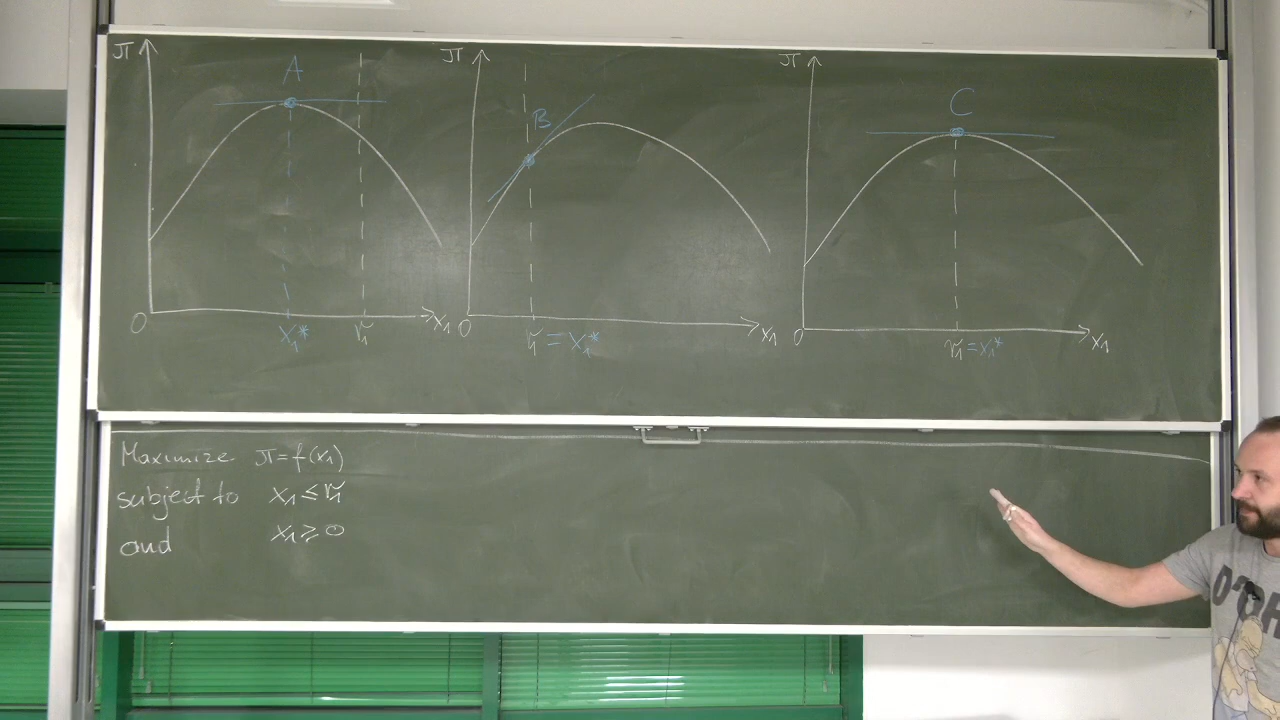 π A r₁ x₁* 0 x₁
π B r₁ = x₁* 0 x₁
π C r₁ = x₁* 0 x₁
Maximize π = f(x₁)
subject to x₁ ≤ r₁
and x₁ ≥ 0